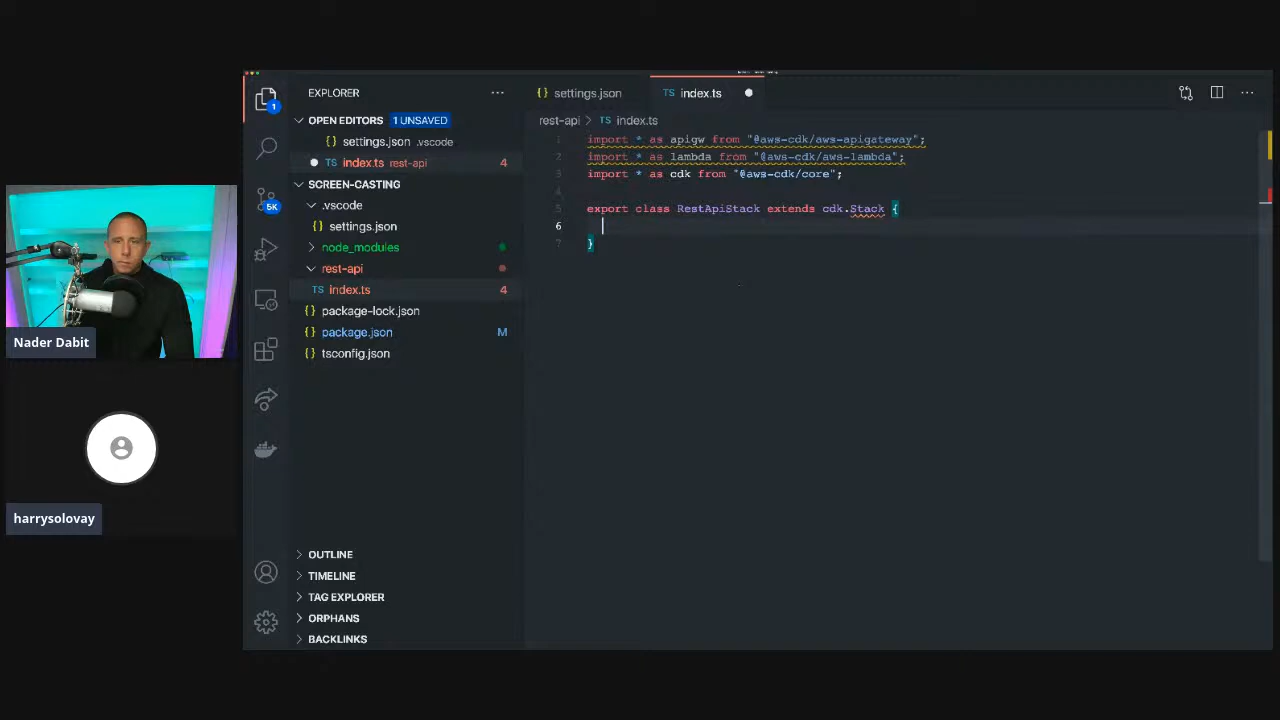 Nader Dabit
harrysolovay
EXPLORER
OPEN EDITORS 1 UNSAVED
settings.json .vscode
TS index.ts rest-api 4
SCREEN-CASTING
.vscode
settings.json
node_modules
rest-api
TS index.ts 4
package-lock.json
package.json M
tsconfig.json
OUTLINE
TIMELINE
TAG EXPLORER
ORPHANS
BACKLINKS
1
5K
settings.json
TS index.ts
rest-api > TS index.ts
1 import * as apigw from "@aws-cdk/aws-apigateway";
2 import * as lambda from "@aws-cdk/aws-lambda";
3 import * as cdk from "@aws-cdk/core";
4
5 export class RestApiStack extends cdk.Stack {
6
7 }